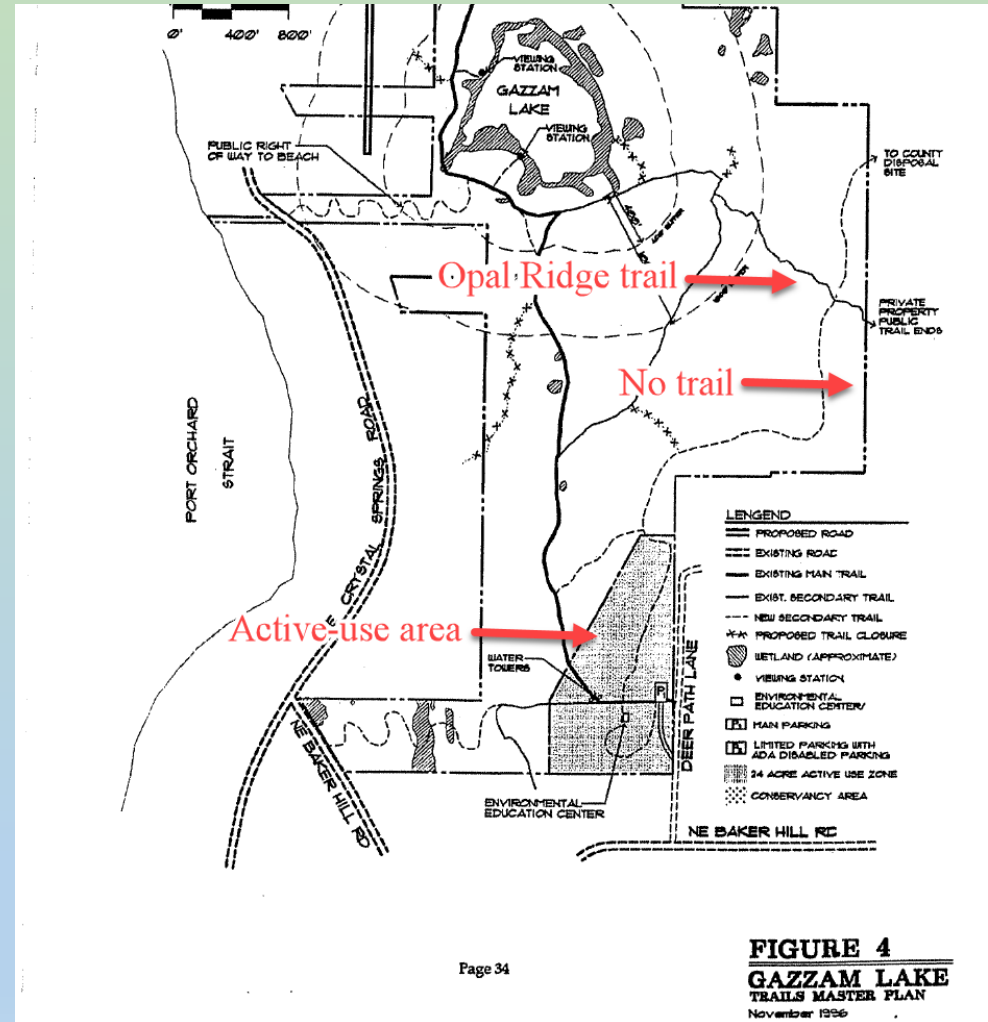 0' 400' 800'
VIEWING
STATION
GAZZAM
LAKE
VIEWING
STATION
PUBLIC RIGHT
OF WAY TO BEACH
TO COUNTY
DISPOSAL
SITE
400'
Opal Ridge trail
PRIVATE
PROPERTY
PUBLIC
TRAIL ENDS
No trail
PORT ORCHARD
STRAIT
CRYSTAL SPRINGS ROAD
LENGEND
PROPOSED ROAD
EXISTING ROAD
EXISTING MAIN TRAIL
EXIST. SECONDARY TRAIL
NEW SECONDARY TRAIL
PROPOSED TRAIL CLOSURE
WETLAND (APPROXIMATE)
VIEWING STATION
ENVIRONMENTAL
EDUCATION CENTER/
MAIN PARKING
LIMITED PARKING WITH
ADA DISABLED PARKING
24 ACRE ACTIVE USE ZONE
CONSERVANCY AREA
Active-use area
WATER
TOWERS
P
DEER PATH LANE
NE BAKER HILL RD
ENVIRONMENTAL
EDUCATION CENTER
NE BAKER HILL RD
Page 34
FIGURE 4
GAZZAM LAKE
TRAILS MASTER PLAN
November 1996